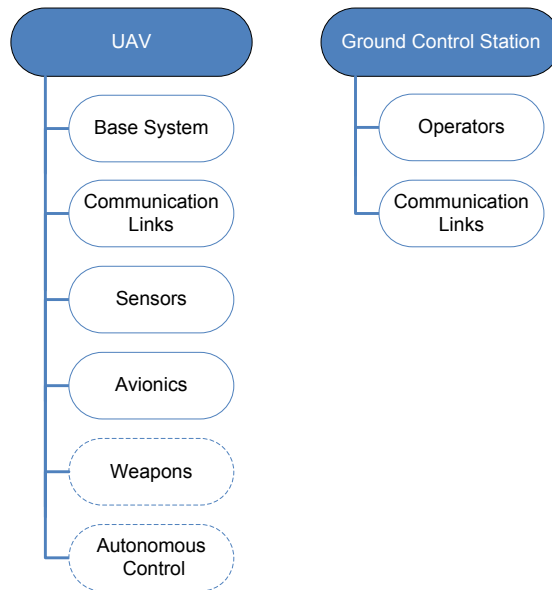 UAV
Base System
Communication
Links
Sensors
Avionics
Weapons
Autonomous
Control
Ground Control Station
Operators
Communication
Links